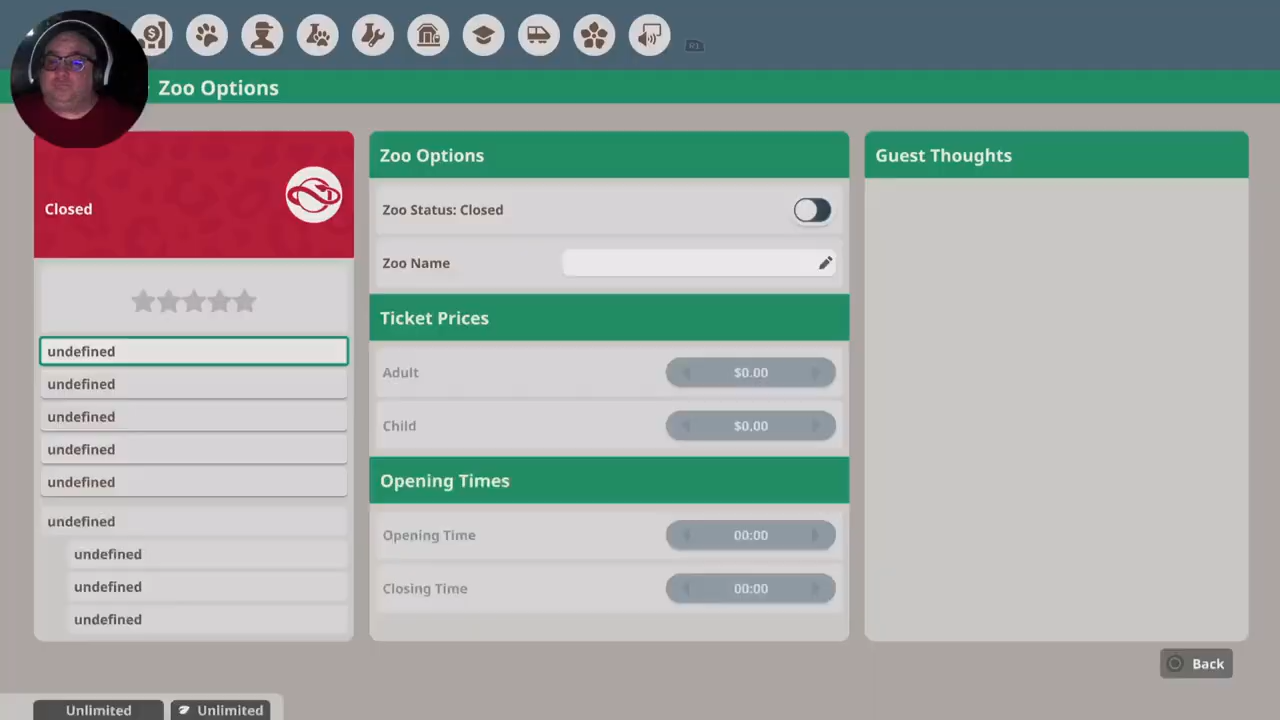 R1
Zoo Options
Closed
undefined
undefined
undefined
undefined
undefined
undefined
undefined
undefined
undefined
Zoo Options
Zoo Status: Closed
Zoo Name
Ticket Prices
Adult $0.00
Child $0.00
Opening Times
Opening Time 00:00
Closing Time 00:00
Guest Thoughts
Back
Unlimited Unlimited